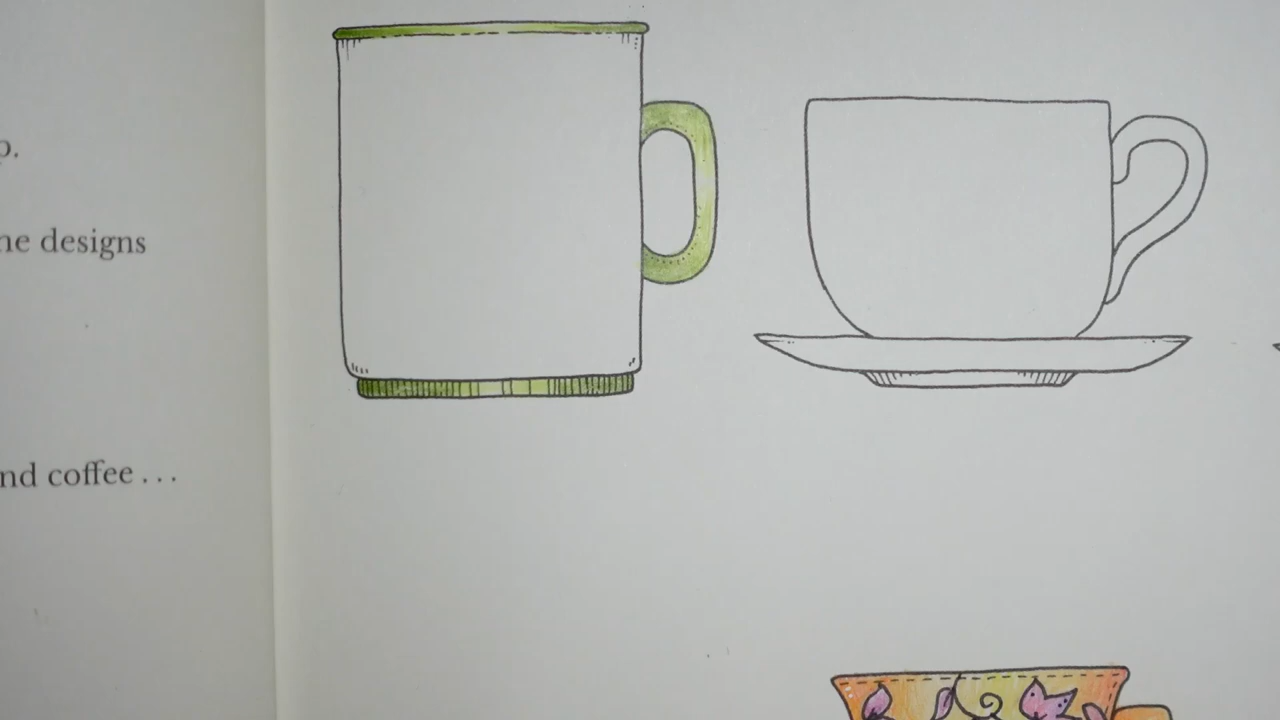 p.
ne designs
nd coffee . . .